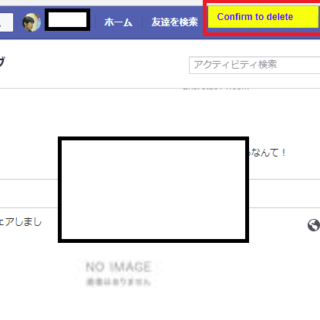 ホーム 友達を検索 Confirm to delete
グ
アクティビティ検索
なんて！
ェアしまし
NO IMAGE
画像はありません